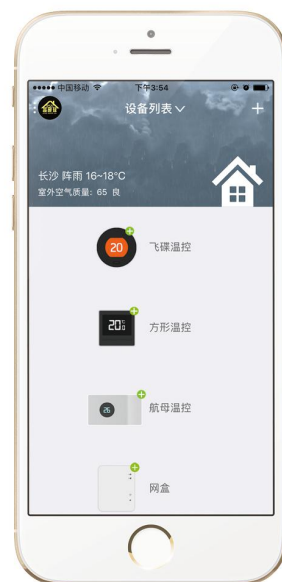 中国移动 下午3:54
设备列表
长沙 阵雨 16~18°C
室外空气质量: 65 良
20 飞碟温控
20 方形温控
26 航母温控
网盒